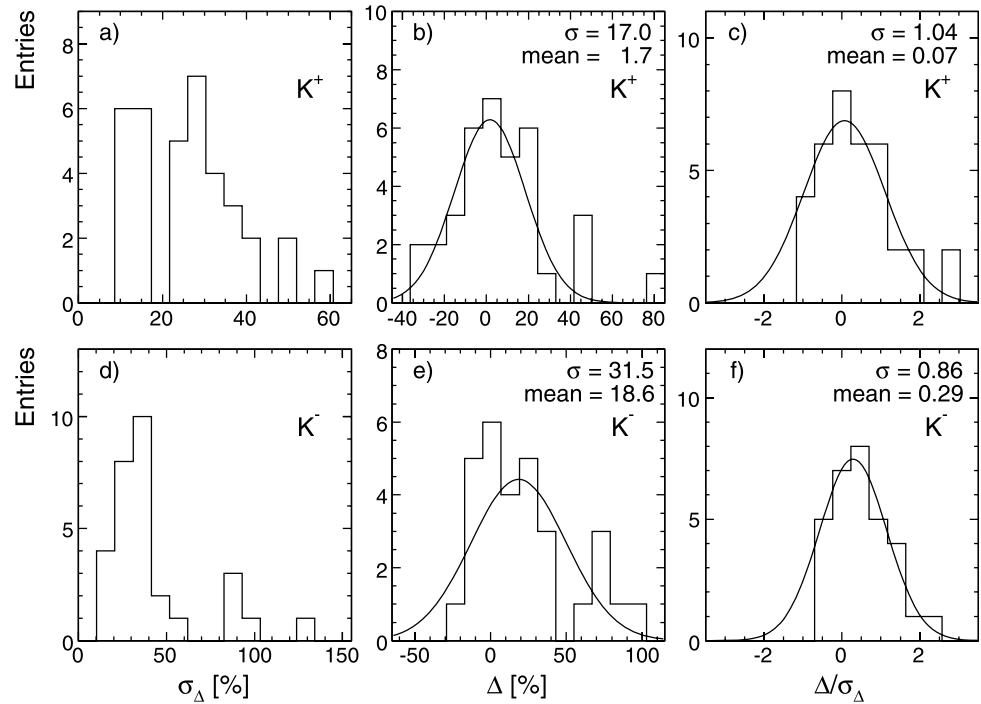 Entries
a)
K+
8
6
4
2
0
0 20 40 60
b)
σ = 17.0
mean = 1.7
K+
10
8
6
4
2
0
-40 -20 0 20 40 60 80
c)
σ = 1.04
mean = 0.07
K+
10
5
0
-2 0 2
Entries
d)
K-
10
5
0
0 50 100 150
σΔ [%]
e)
σ = 31.5
mean = 18.6
K-
8
6
4
2
0
-50 0 50 100
Δ [%]
f)
σ = 0.86
mean = 0.29
K-
10
5
0
-2 0 2
Δ/σΔ